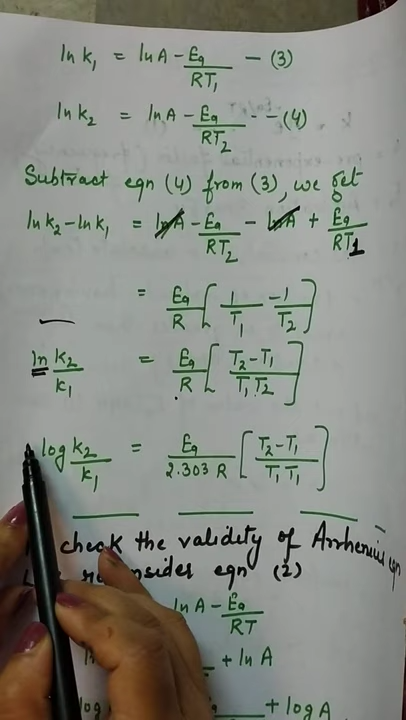 ln k₁ = ln A - Ea/RT₁ - (3)
ln k₂ = ln A - Ea/RT₂ - - (4)
Subtract eqn (4) from (3), we get
ln k₂ - ln k₁ = ln A - Ea/RT₂ - ln A + Ea/RT₁
= Ea/R [1/T₁ - 1/T₂]
ln k₂/k₁ = Ea/R [T₂-T₁/T₁T₂]
log k₂/k₁ = Ea/2.303 R [T₂-T₁/T₁T₁]
check the validity of Arrhenius eqn
eqn (2)
ln A - Ea/RT
+ ln A
+ log A